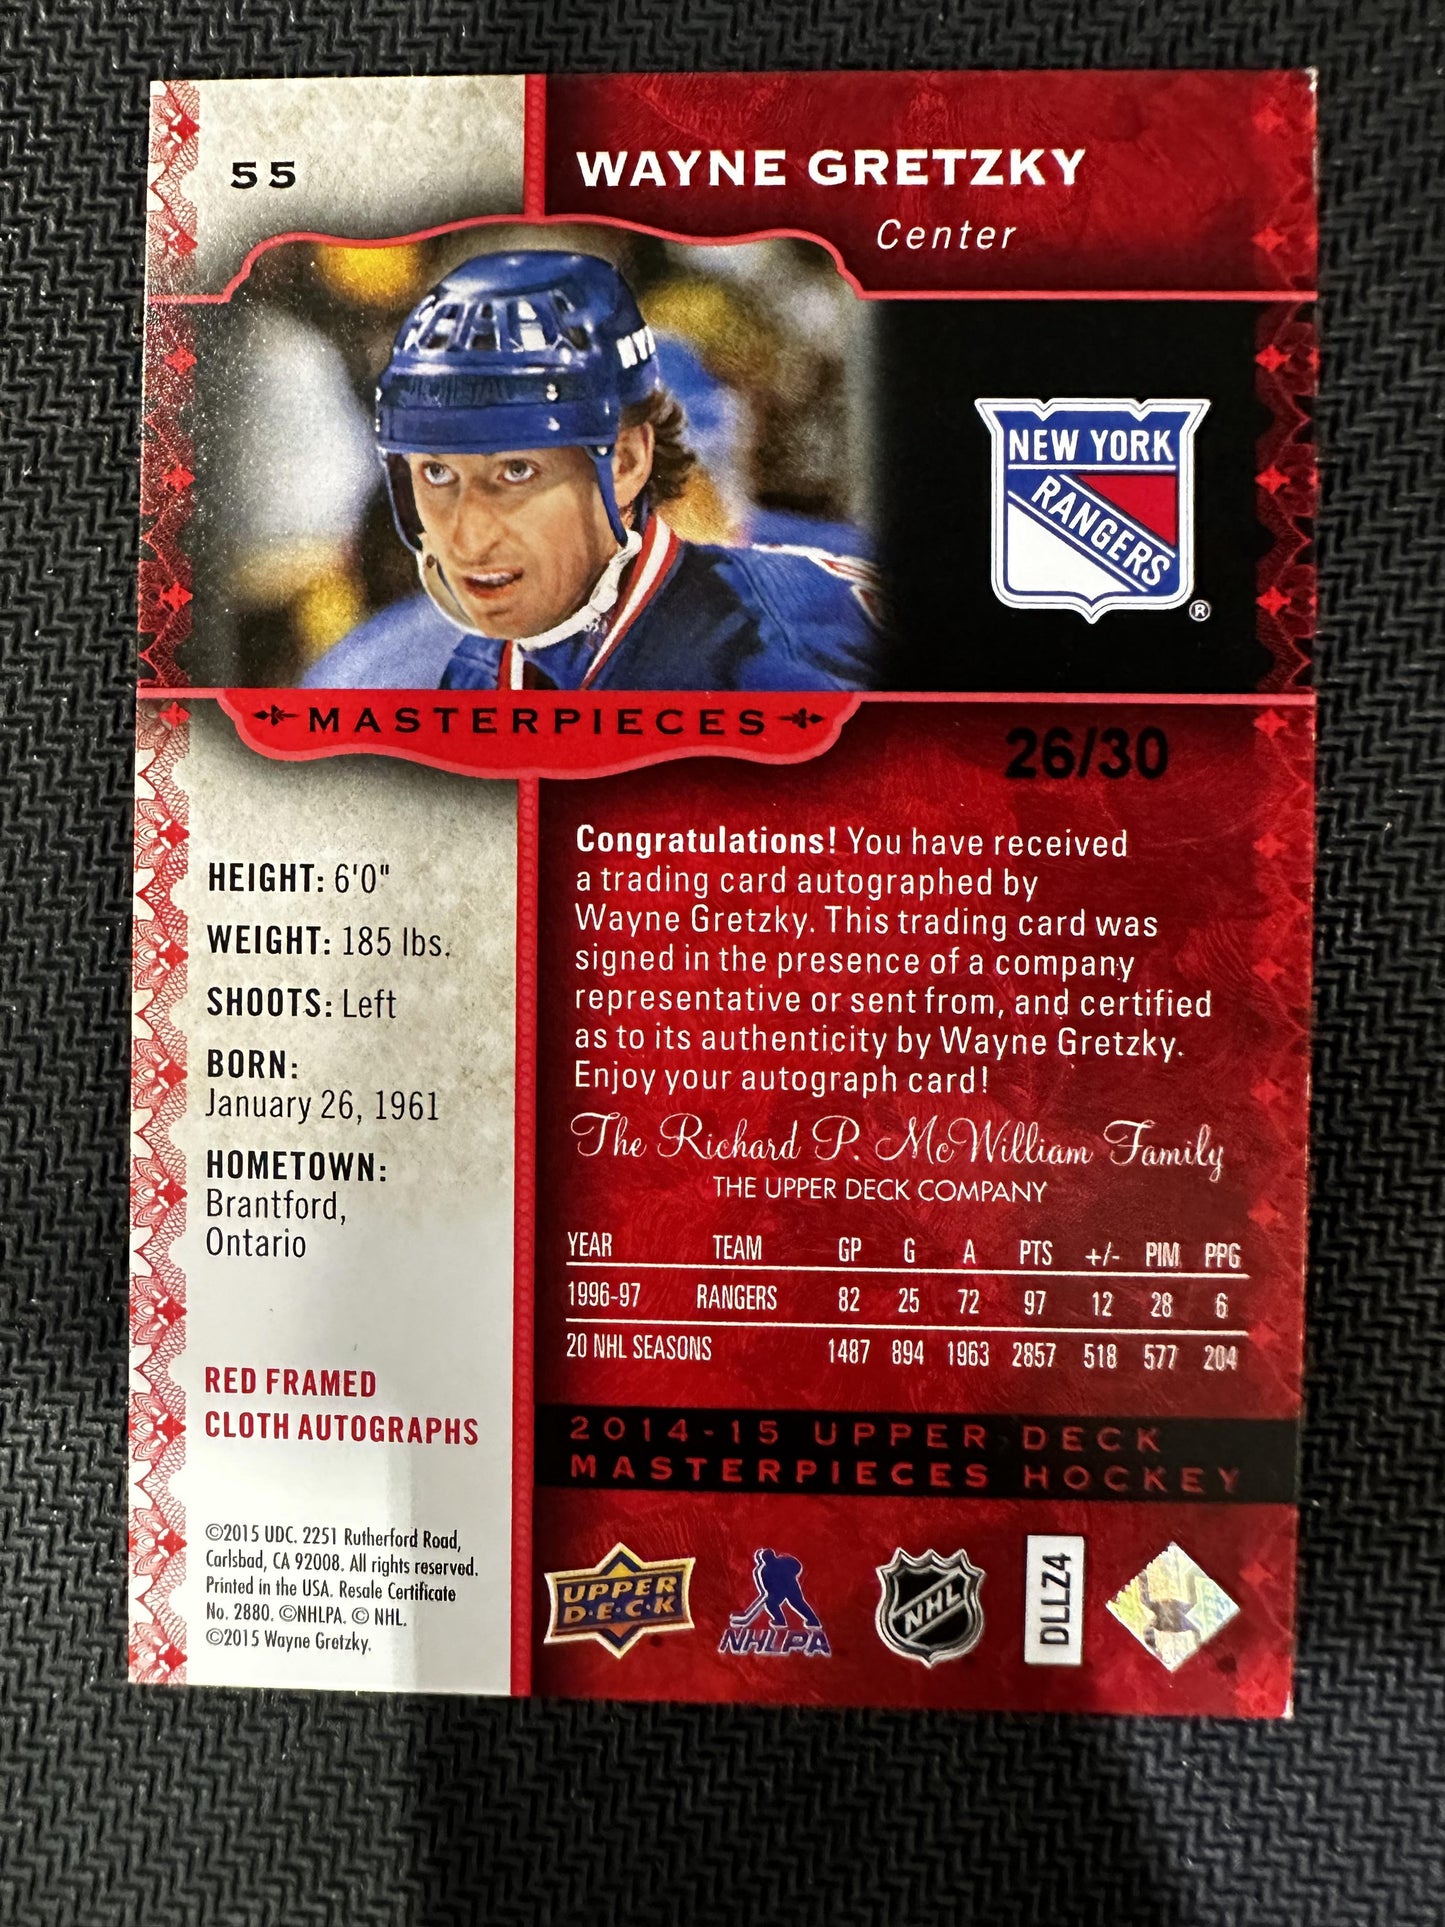 55
WAYNE GRETZKY
Center
NY
NEW YORK
RANGERS
®
MASTERPIECES
26/30
HEIGHT: 6'0"
WEIGHT: 185 lbs.
SHOOTS: Left
BORN:
January 26, 1961
HOMETOWN:
Brantford,
Ontario
RED FRAMED
CLOTH AUTOGRAPHS
©2015 UDC. 2251 Rutherford Road,
Carlsbad, CA 92008. All rights reserved.
Printed in the USA. Resale Certificate
No. 2880. ©NHLPA. © NHL.
©2015 Wayne Gretzky.
Congratulations! You have received
a trading card autographed by
Wayne Gretzky. This trading card was
signed in the presence of a company
representative or sent from, and certified
as to its authenticity by Wayne Gretzky.
Enjoy your autograph card!
The Richard P. McWilliam Family
THE UPPER DECK COMPANY
YEAR TEAM GP G A PTS +/- PIM PPG
1996-97 RANGERS 82 25 72 97 12 28 6
20 NHL SEASONS 1487 894 1963 2857 518 577 204
2014-15 UPPER DECK
MASTERPIECES HOCKEY
UPPER
D·E·C·K
NHLPA
NHL
DLLZ4